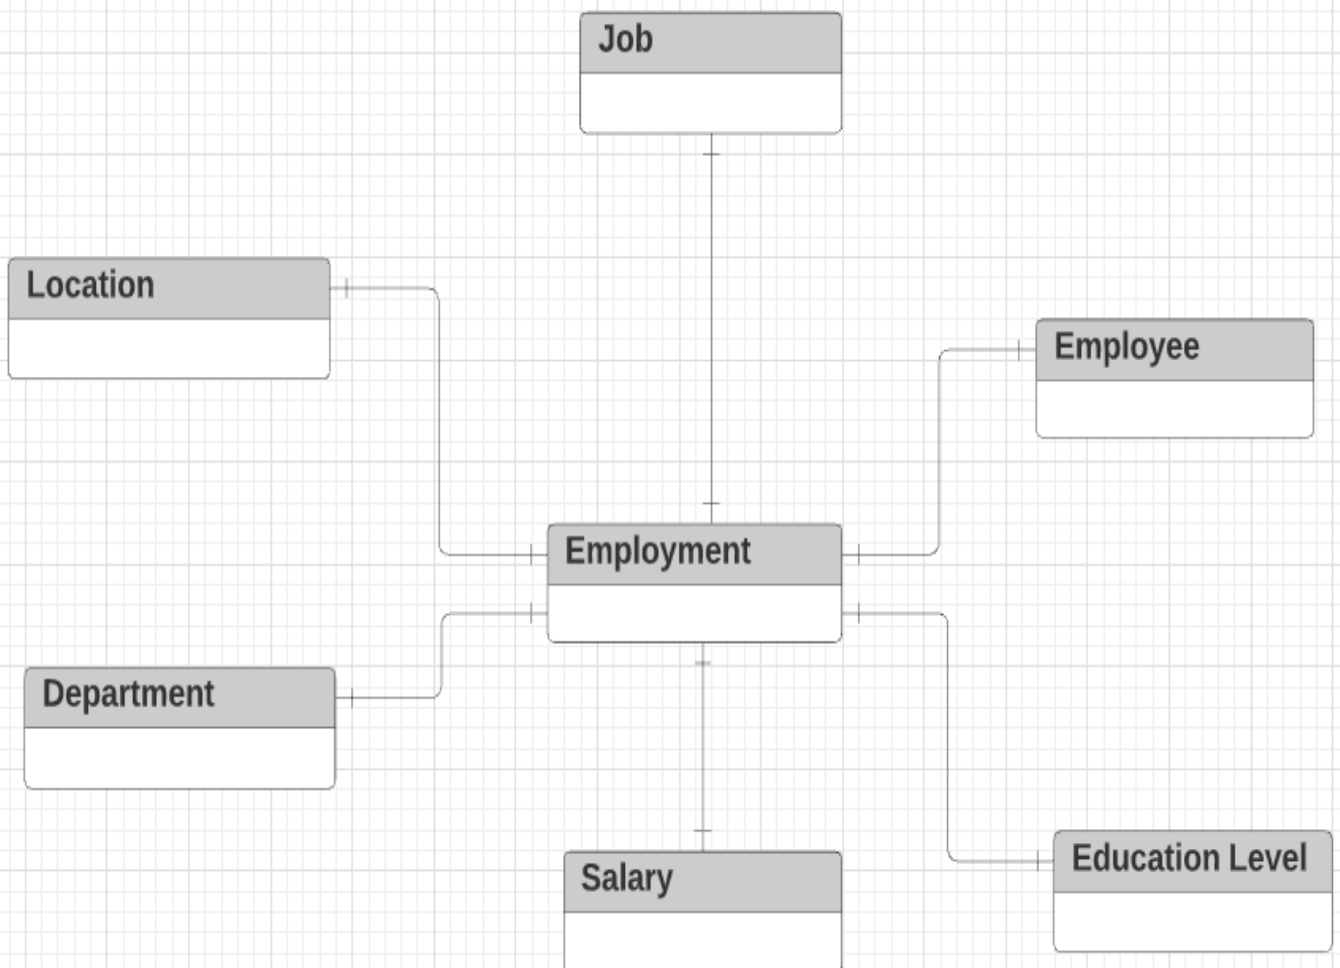 Job
Location
Employee
Employment
Department
Education Level
Salary